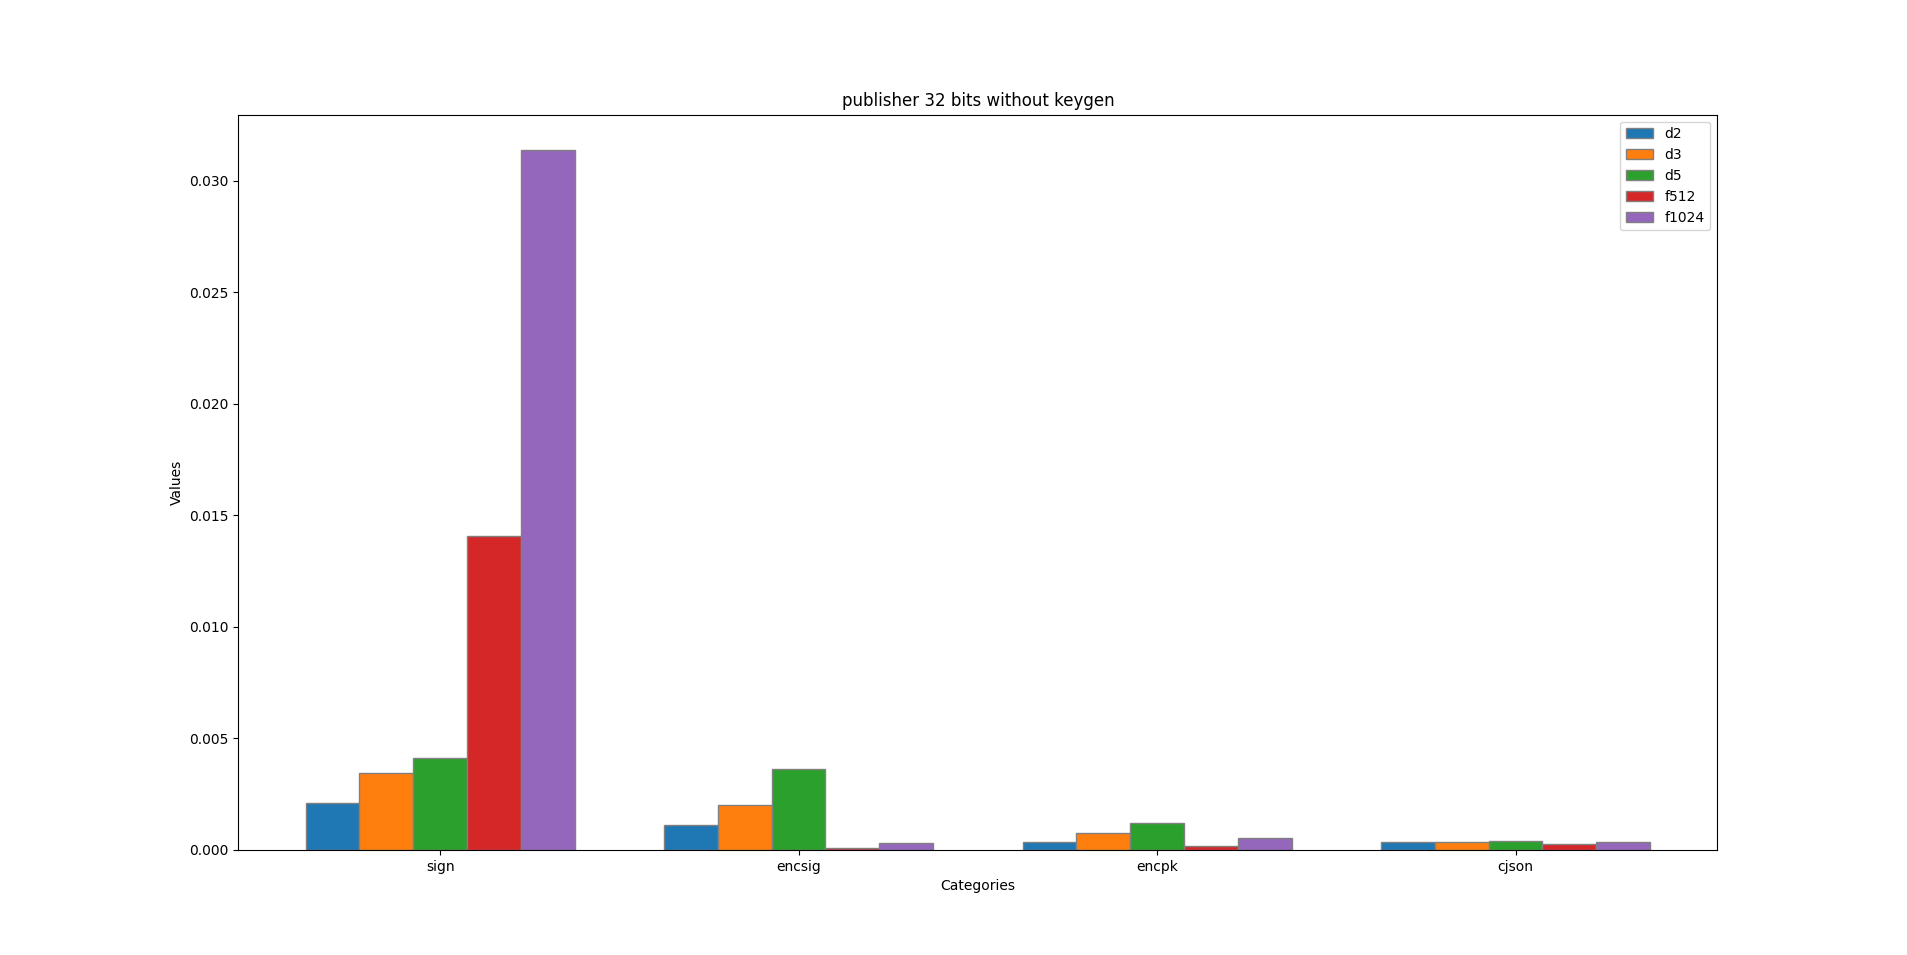 publisher 32 bits without keygen
d2
d3
d5
f512
f1024
0.030
0.025
0.020
0.015
0.010
0.005
0.000
Values
sign encsig encpk cjson
Categories